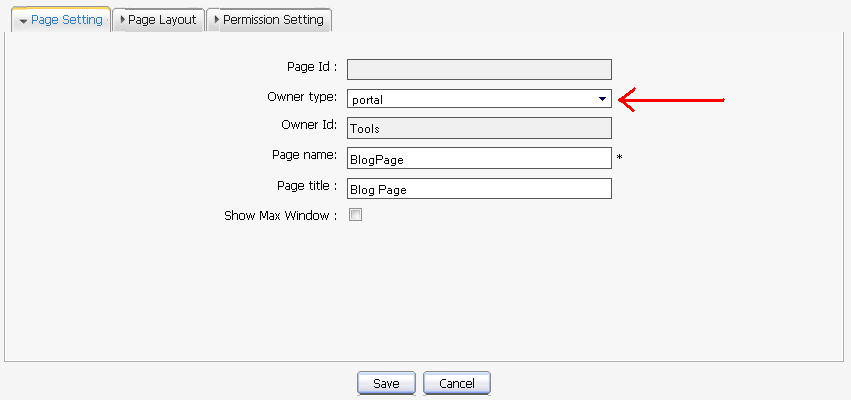 Page Setting Page Layout Permission Setting
Page Id :
Owner type: portal
Owner Id: Tools
Page name: BlogPage *
Page title : Blog Page
Show Max Window :
Save Cancel